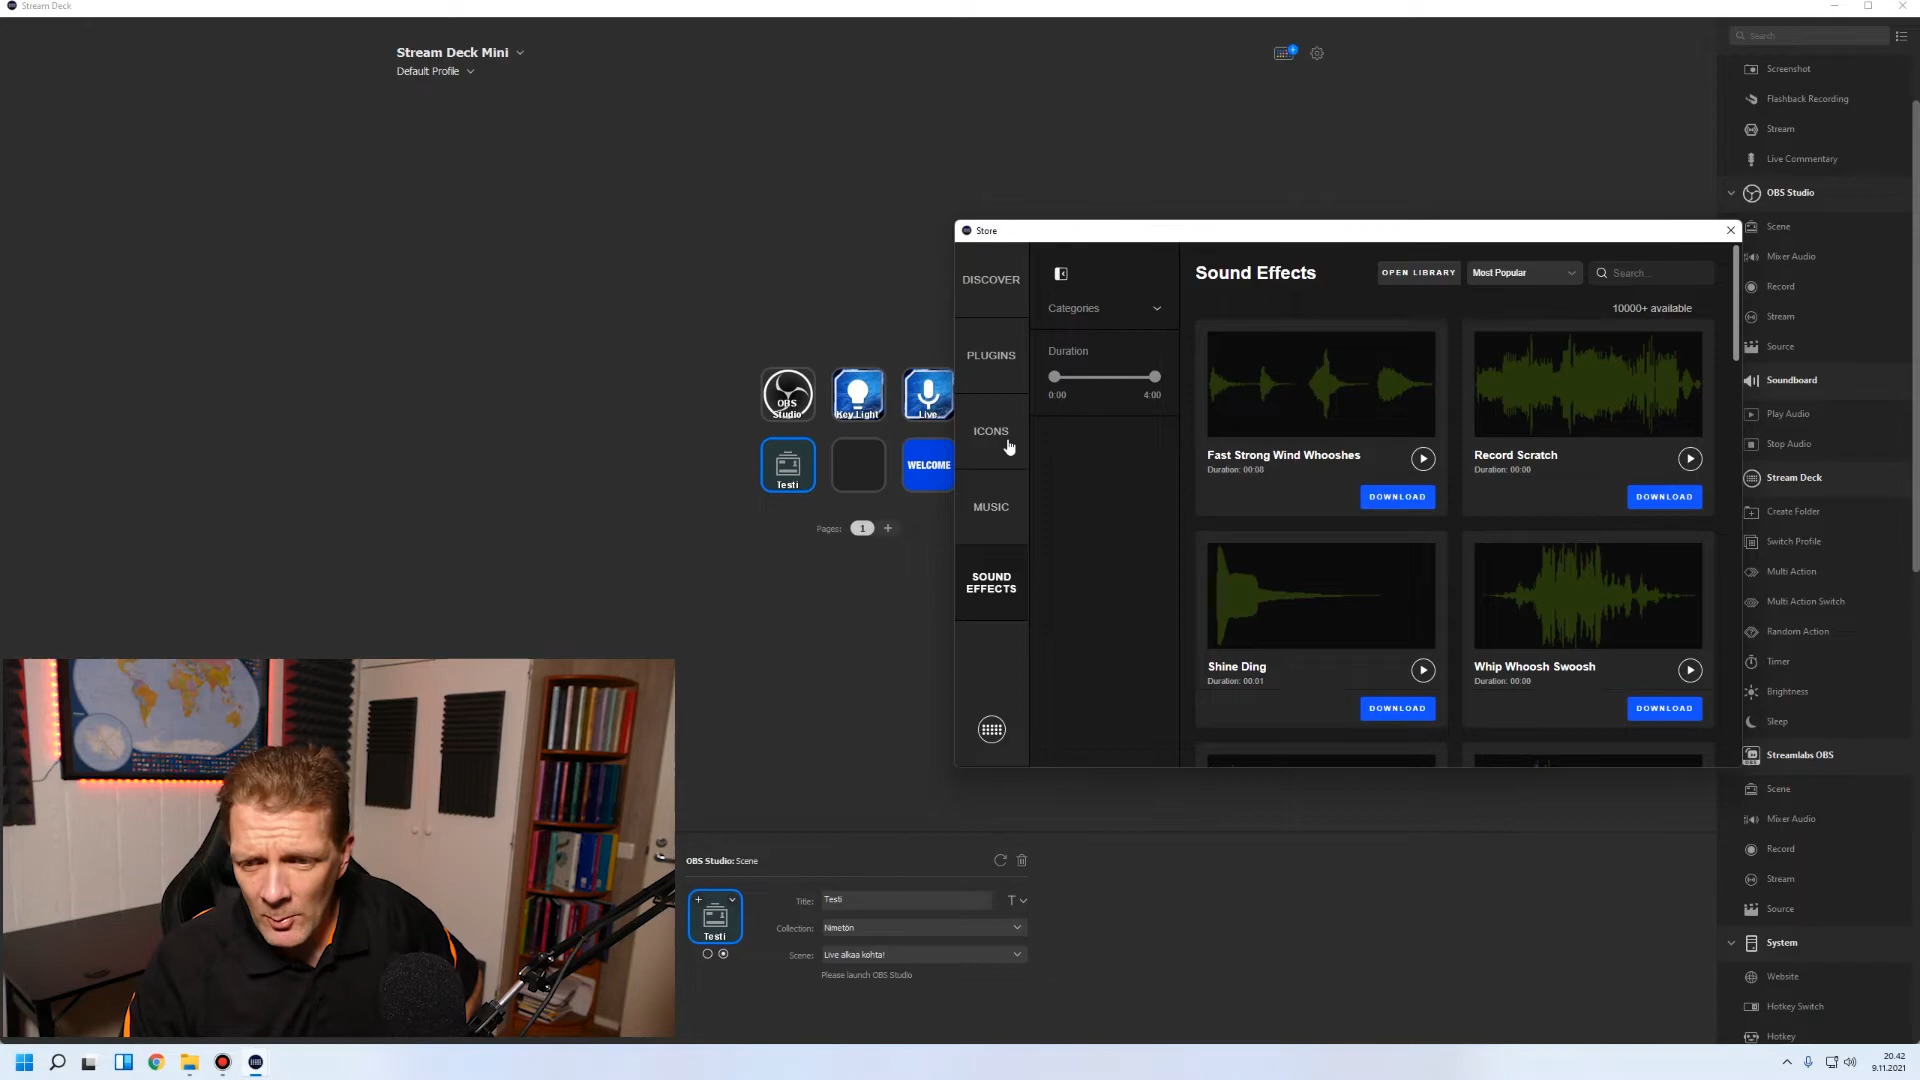 Stream Deck
Stream Deck Mini
Default Profile
Search
Screenshot
Flashback Recording
Stream
Live Commentary
OBS Studio
Scene
Mixer Audio
Record
Stream
Source
Soundboard
Play Audio
Stop Audio
Stream Deck
Create Folder
Switch Profile
Multi Action
Multi Action Switch
Random Action
Timer
Brightness
Sleep
Streamlabs OBS
Scene
Mixer Audio
Record
Stream
Source
System
Website
Hotkey Switch
Hotkey
OBS
Studio
Key Light
Live
Testi
WELCOME
Pages:
1
+
Store
DISCOVER
PLUGINS
ICONS
MUSIC
SOUND
EFFECTS
Categories
Duration
0:00
4:00
Sound Effects
OPEN LIBRARY
Most Popular
Search...
10000+ available
Fast Strong Wind Whooshes
Duration: 00:08
DOWNLOAD
Record Scratch
Duration: 00:00
DOWNLOAD
Shine Ding
Duration: 00:01
DOWNLOAD
Whip Whoosh Swoosh
Duration: 00:00
DOWNLOAD
OBS Studio: Scene
Testi
Title:
Testi
T
Collection:
Nimetön
Scene:
Live alkaa kohta!
Please launch OBS Studio
20.42
9.11.2021